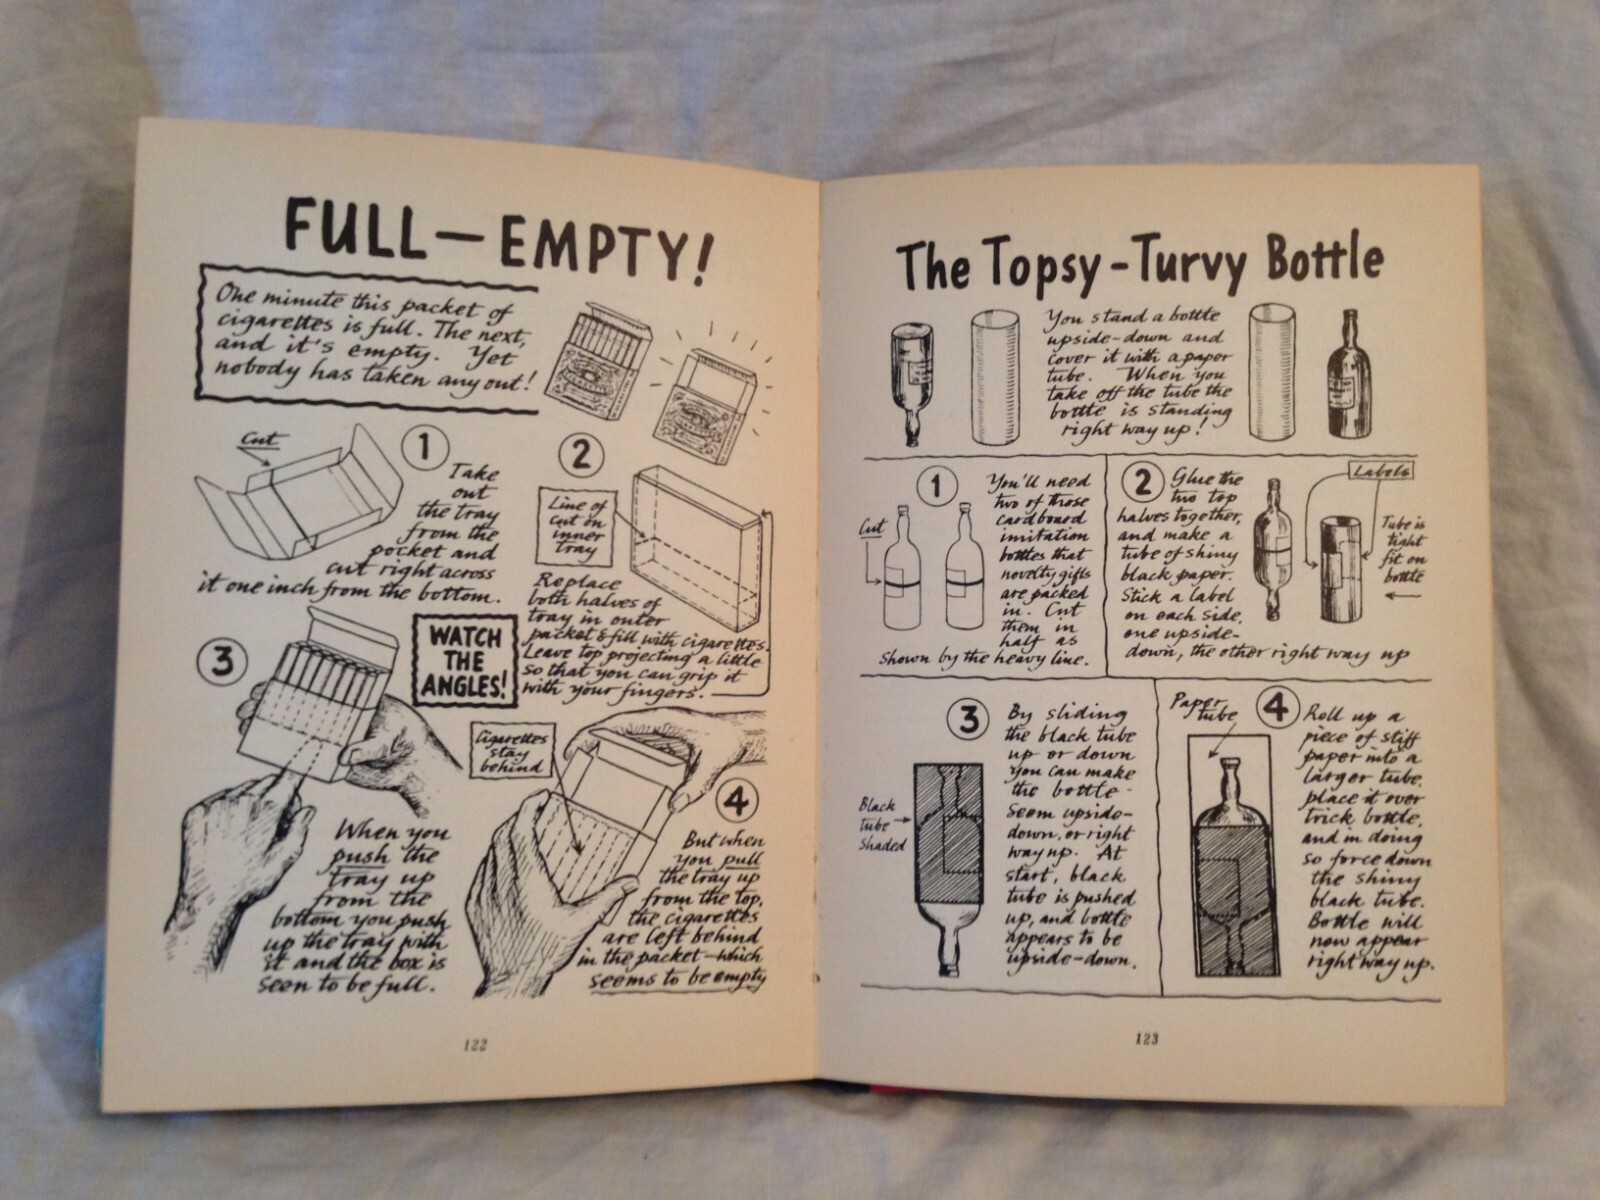 FULL—EMPTY!
One minute this packet of
cigarettes is full. The next,
and it's empty. Yet
nobody has taken any out!
Cut
1
Take
out
the tray
from the
pocket and
cut right across
it one inch from the bottom.
2
Line of
cut on
inner
tray
Replace
both halves of
tray in outer
packet & fill with cigarettes.
Leave top projecting a little
so that you can grip it
with your fingers.
WATCH
THE
ANGLES!
3
When you
push the
tray up
from the
bottom you push
up the tray with
it and the box is
seen to be full.
Cigarettes
stay
behind
4
But when
you pull
the tray up
from the top,
the cigarettes
are left behind
in the packet—which
seems to be empty
122
The Topsy-Turvy Bottle
You stand a bottle
upside-down and
cover it with a paper
tube. When you
take off the tube the
bottle is standing
right way up!
Cut
1
You'll need
two of those
cardboard
imitation
bottles that
novelty gifts
are packed
in. Cut
them in
half as
shown by the heavy line.
2
Glue the
two top
halves together,
and make a
tube of shiny
black paper.
Stick a label
on each side,
one upside-
down, the other right way up
Labels
Tube is
tight
fit on
bottle
3
Black
tube
shaded
By sliding
the black tube
up or down
you can make
the bottle
seem upside-
down, or right
way up. At
start, black
tube is pushed
up, and bottle
appears to be
upside-down.
Paper
tube
4
Roll up a
piece of stiff
paper into a
larger tube,
place it over
trick bottle,
and in doing
so force down
the shiny
black tube.
Bottle will
now appear
right way up.
123